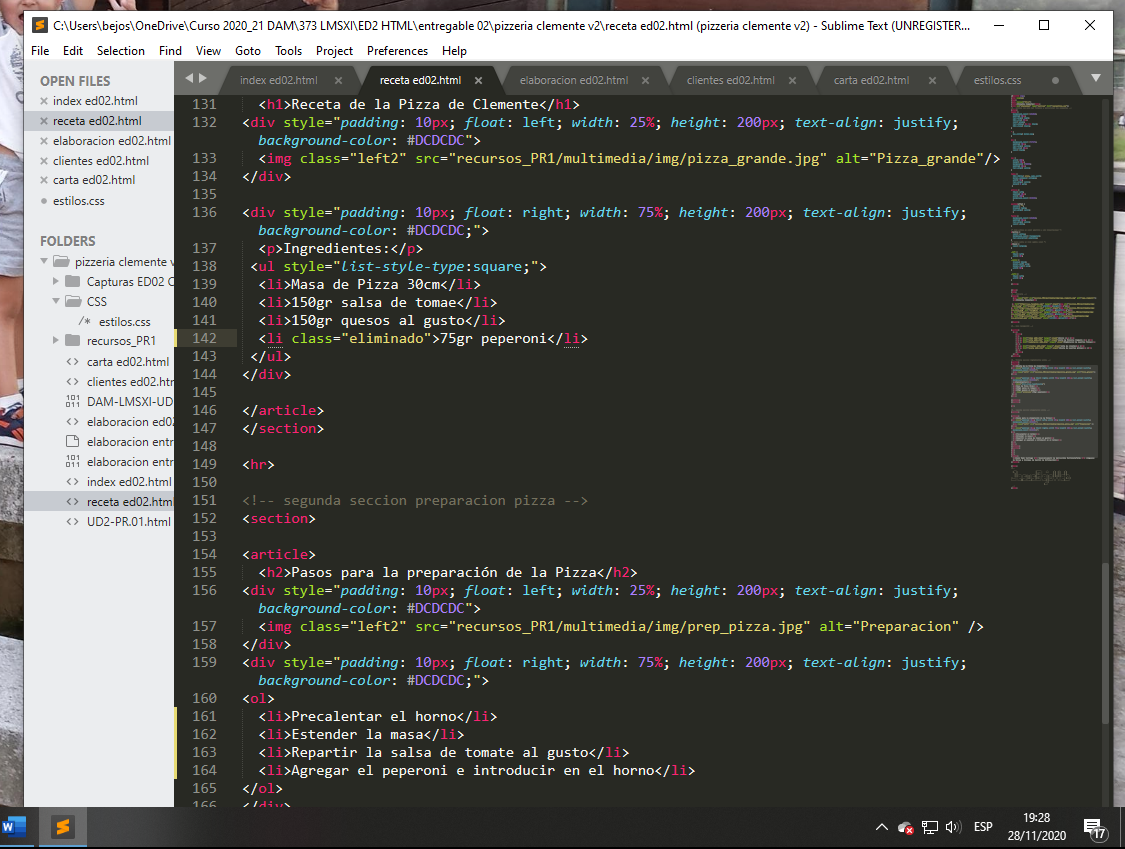 C:\Users\bejos\OneDrive\Curso 2020_21 DAM\373 LMSXI\ED2 HTML\entregable 02\pizzeria clemente v2\receta ed02.html (pizzeria clemente v2) - Sublime Text (UNREGISTER...
File Edit Selection Find View Goto Tools Project Preferences Help
OPEN FILES
index ed02.html
receta ed02.html
elaboracion ed02.html
clientes ed02.html
carta ed02.html
estilos.css
FOLDERS
pizzeria clemente v
Capturas ED02 C
CSS
/* estilos.css
recursos_PR1
<> carta ed02.html
<> clientes ed02.htr
DAM-LMSXI-UD
<> elaboracion ed02
elaboracion entr
elaboracion entr
<> index ed02.html
<> receta ed02.html
<> UD2-PR.01.html
index ed02.html receta ed02.html elaboracion ed02.html clientes ed02.html carta ed02.html estilos.css
131 <h1>Receta de la Pizza de Clemente</h1>
132 <div style="padding: 10px; float: left; width: 25%; height: 200px; text-align: justify;
background-color: #DCDCDC">
133 <img class="left2" src="recursos_PR1/multimedia/img/pizza_grande.jpg" alt="Pizza_grande"/>
134 </div>
135
136 <div style="padding: 10px; float: right; width: 75%; height: 200px; text-align: justify;
background-color: #DCDCDC;">
137 <p>Ingredientes:</p>
138 <ul style="list-style-type:square;">
139 <li>Masa de Pizza 30cm</li>
140 <li>150gr salsa de tomae</li>
141 <li>150gr quesos al gusto</li>
142 <li class="eliminado">75gr peperoni</li>
143 </ul>
144 </div>
145
146 </article>
147 </section>
148
149 <hr>
150
151 <!-- segunda seccion preparacion pizza -->
152 <section>
153
154 <article>
155 <h2>Pasos para la preparación de la Pizza</h2>
156 <div style="padding: 10px; float: left; width: 25%; height: 200px; text-align: justify;
background-color: #DCDCDC">
157 <img class="left2" src="recursos_PR1/multimedia/img/prep_pizza.jpg" alt="Preparacion" />
158 </div>
159 <div style="padding: 10px; float: right; width: 75%; height: 200px; text-align: justify;
background-color: #DCDCDC;">
160 <ol>
161 <li>Precalentar el horno</li>
162 <li>Estender la masa</li>
163 <li>Repartir la salsa de tomate al gusto</li>
164 <li>Agregar el peperoni e introducir en el horno</li>
165 </ol>
166 </div>
ESP
19:28
28/11/2020
17